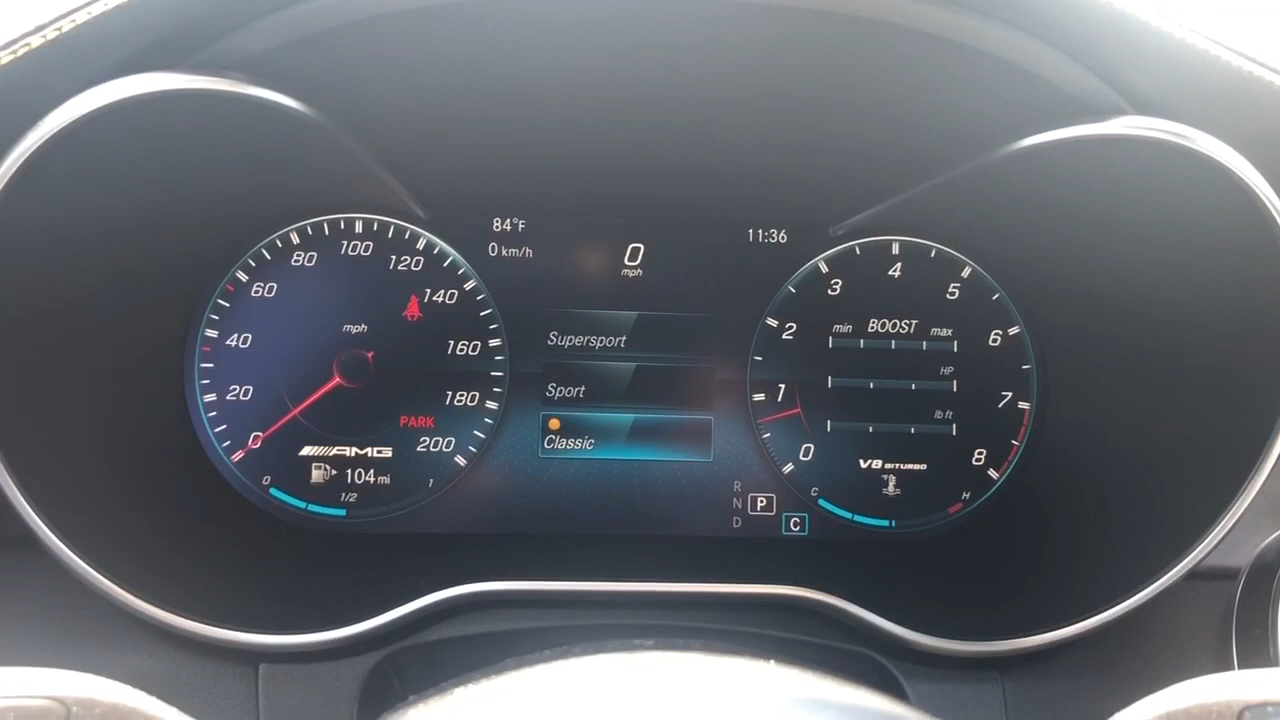 84°F
0 km/h
0
mph
11:36
0
20
40
60
80
100
120
140
160
180
200
mph
PARK
AMG
104 mi
0
1/2
1
Supersport
Sport
Classic
R
N
D
P
C
0
1
2
3
4
5
6
7
8
min BOOST max
HP
lb ft
V8 BITURBO
C
H